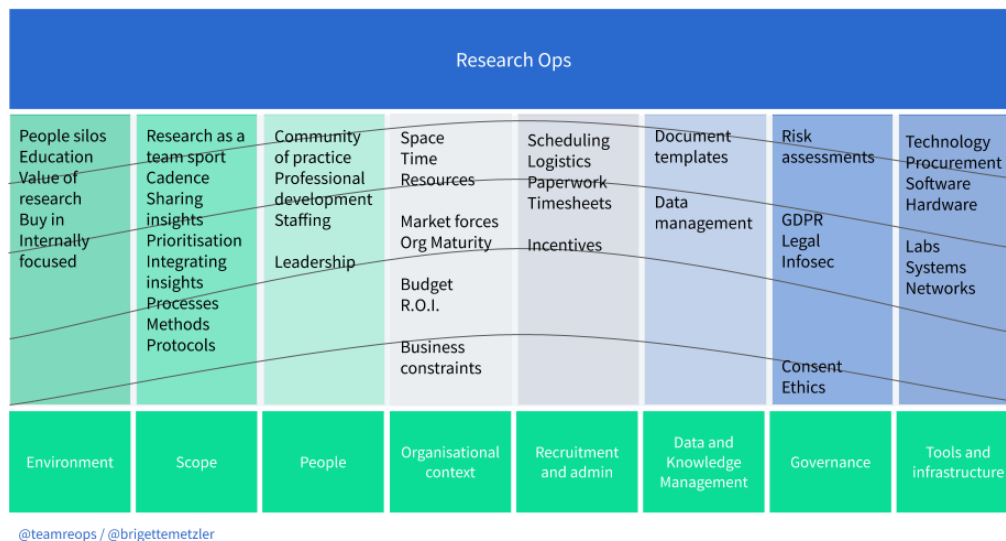 Research Ops
People silos
Education
Value of
research
Buy in
Internally
focused
Research as a
team sport
Cadence
Sharing
insights
Prioritisation
Integrating
insights
Processes
Methods
Protocols
Community
of practice
Professional
development
Staffing
Leadership
Space
Time
Resources
Market forces
Org Maturity
Budget
R.O.I.
Business
constraints
Scheduling
Logistics
Paperwork
Timesheets
Incentives
Document
templates
Data
management
Risk
assessments
GDPR
Legal
Infosec
Consent
Ethics
Technology
Procurement
Software
Hardware
Labs
Systems
Networks
Environment
Scope
People
Organisational
context
Recruitment
and admin
Data and
Knowledge
Management
Governance
Tools and
infrastructure
@teamreops / @brigettemetzler